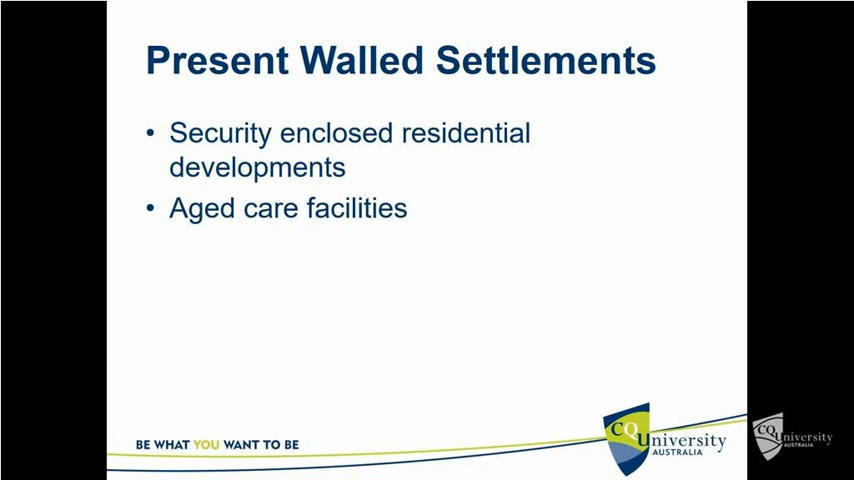 Present Walled Settlements
• Security enclosed residential
developments
• Aged care facilities
BE WHAT YOU WANT TO BE
CQUniversity
AUSTRALIA
CQUniversity
AUSTRALIA